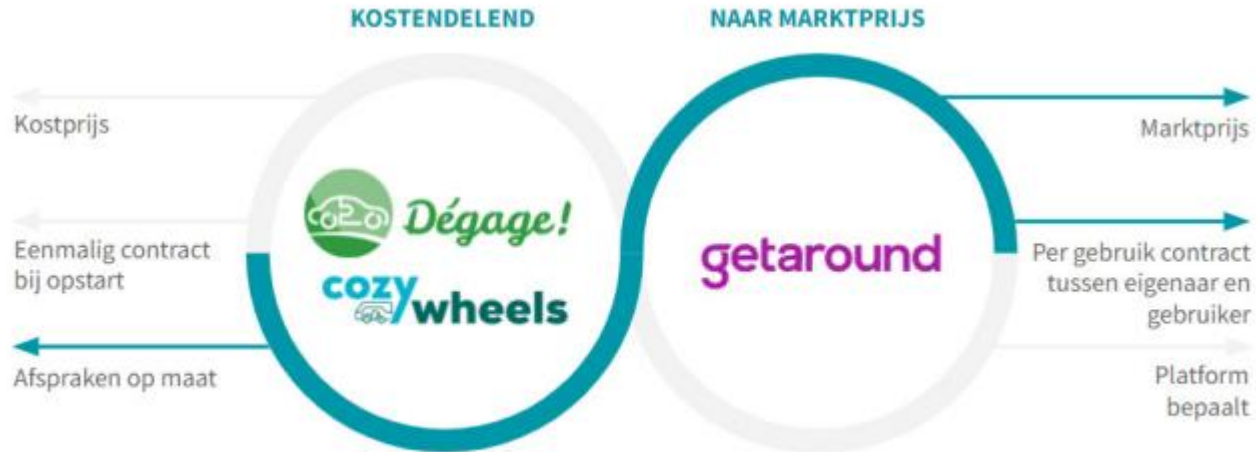 KOSTENDELEND
NAAR MARKTPRIJS
Kostprijs
Eenmalig contract
bij opstart
Afspraken op maat
Dégage!
cozy
wheels
getaround
Marktprijs
Per gebruik contract
tussen eigenaar en
gebruiker
Platform
bepaalt